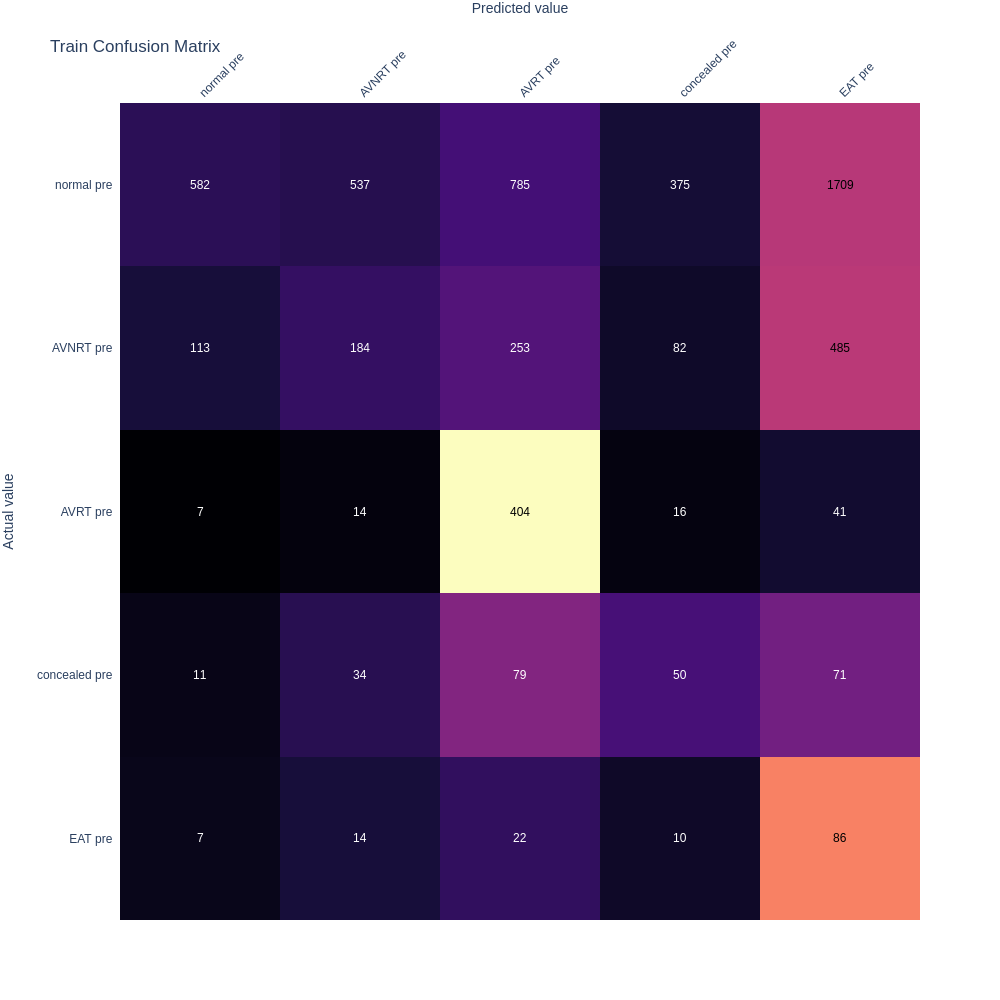 Predicted value
Train Confusion Matrix
normal pre
AVNRT pre
AVRT pre
concealed pre
EAT pre
normal pre 582 537 785 375 1709
AVNRT pre 113 184 253 82 485
Actual value
AVRT pre 7 14 404 16 41
concealed pre 11 34 79 50 71
EAT pre 7 14 22 10 86